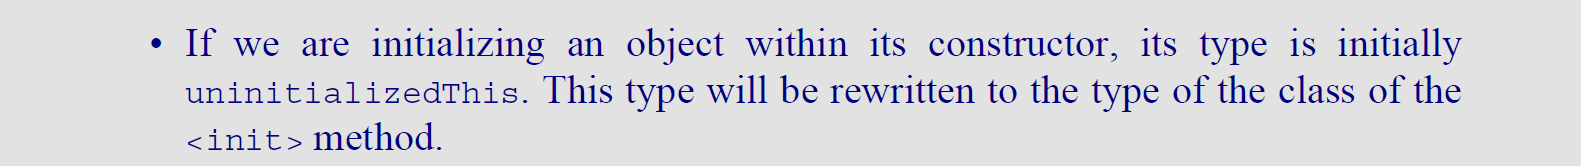 • If we are initializing an object within its constructor, its type is initially
uninitializedThis. This type will be rewritten to the type of the class of the
<init> method.